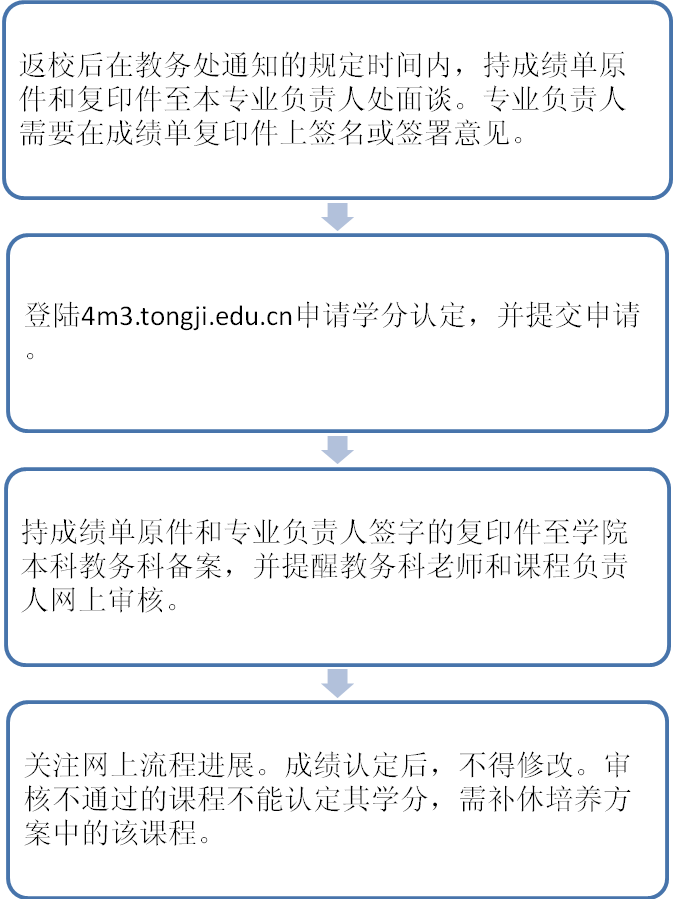 返校后在教务处通知的规定时间内，持成绩单原
件和复印件至本专业负责人处面谈。专业负责人
需要在成绩单复印件上签名或签署意见。
登陆4m3.tongji.edu.cn申请学分认定，并提交申请
。
持成绩单原件和专业负责人签字的复印件至学院
本科教务科备案，并提醒教务科老师和课程负责
人网上审核。
关注网上流程进展。成绩认定后，不得修改。审
核不通过的课程不能认定其学分，需补休培养方
案中的该课程。